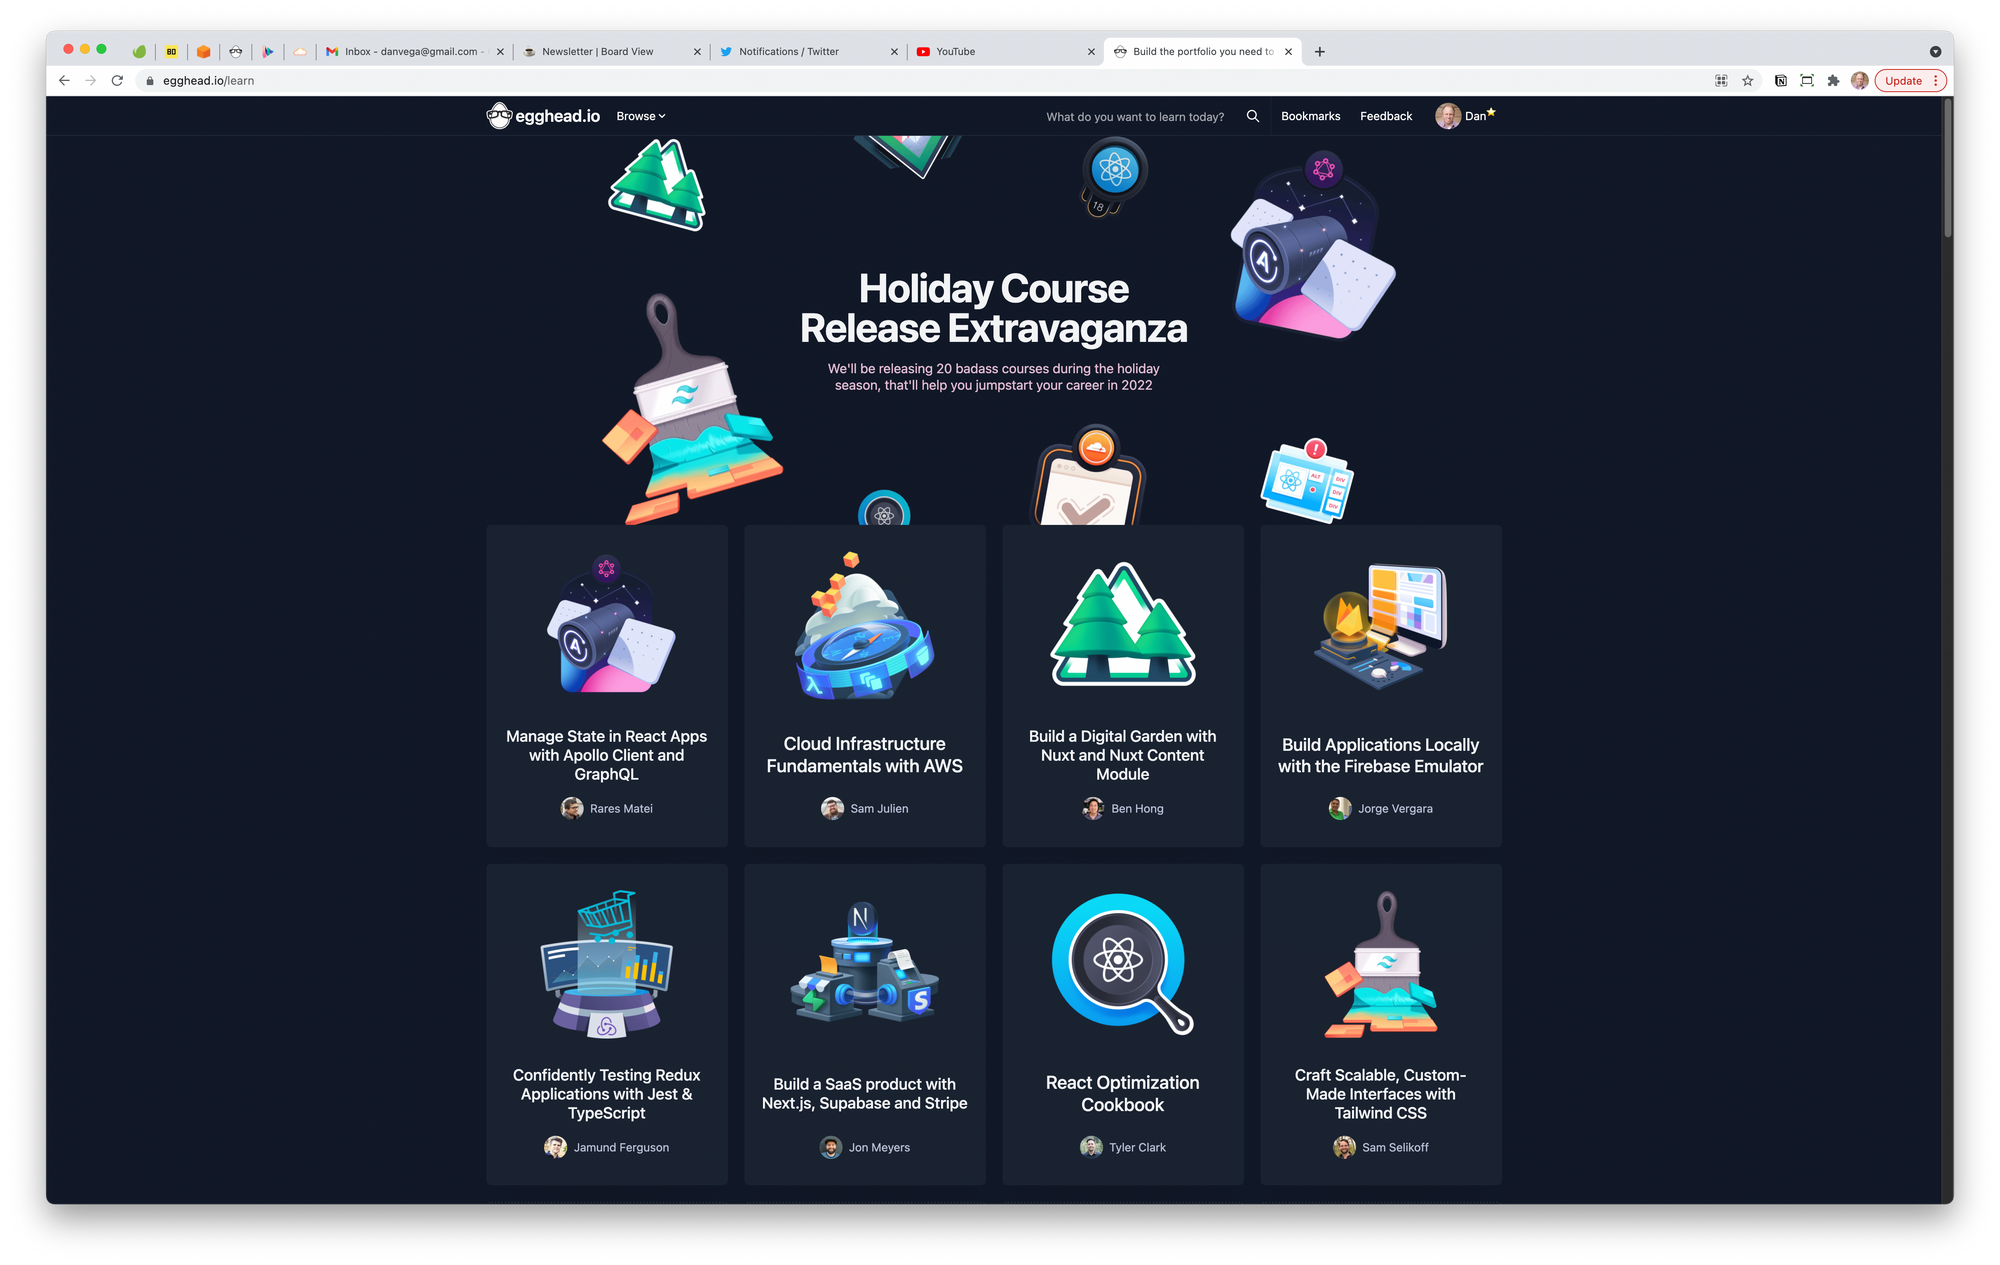 BD
Inbox - danvega@gmail.com -
Newsletter | Board View
Notifications / Twitter
YouTube
Build the portfolio you need to
egghead.io/learn
Update
egghead.io
Browse
What do you want to learn today?
Bookmarks
Feedback
Dan
18
A
Holiday Course
Release Extravaganza
We'll be releasing 20 badass courses during the holiday
season, that'll help you jumpstart your career in 2022
!
ALT
DIV
DIV
DIV
A
λ
N
S
Manage State in React Apps
with Apollo Client and
GraphQL
Rares Matei
Cloud Infrastructure
Fundamentals with AWS
Sam Julien
Build a Digital Garden with
Nuxt and Nuxt Content
Module
Ben Hong
Build Applications Locally
with the Firebase Emulator
Jorge Vergara
Confidently Testing Redux
Applications with Jest &
TypeScript
Jamund Ferguson
Build a SaaS product with
Next.js, Supabase and Stripe
Jon Meyers
React Optimization
Cookbook
Tyler Clark
Craft Scalable, Custom-
Made Interfaces with
Tailwind CSS
Sam Selikoff